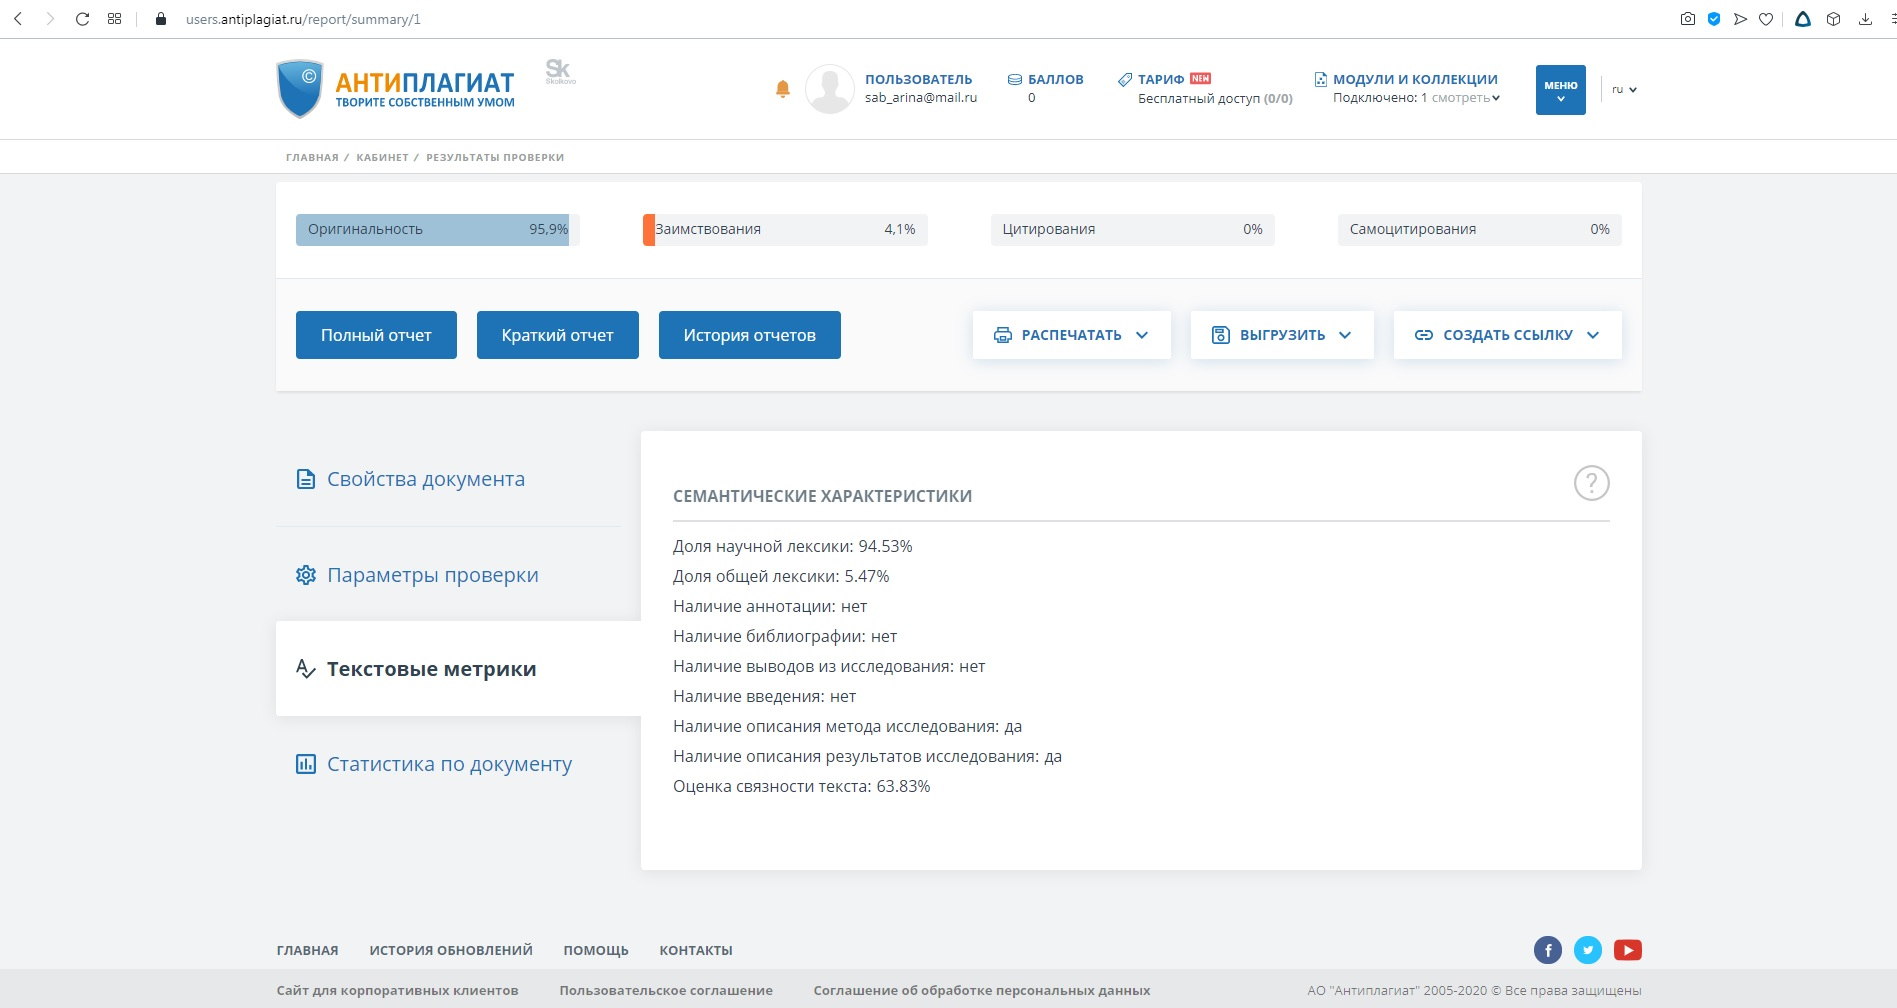 users.antiplagiat.ru/report/summary/1
©
АНТИПЛАГИАТ
ТВОРИТЕ СОБСТВЕННЫМ УМОМ
Sk
Skolkovo
ПОЛЬЗОВАТЕЛЬ
sab_arina@mail.ru
БАЛЛОВ
0
ТАРИФ NEW
Бесплатный доступ (0/0)
МОДУЛИ И КОЛЛЕКЦИИ
Подключено: 1 смотреть
МЕНЮ
ru
ГЛАВНАЯ / КАБИНЕТ / РЕЗУЛЬТАТЫ ПРОВЕРКИ
Оригинальность 95,9%
Заимствования 4,1%
Цитирования 0%
Самоцитирования 0%
Полный отчет
Краткий отчет
История отчетов
РАСПЕЧАТАТЬ
ВЫГРУЗИТЬ
СОЗДАТЬ ССЫЛКУ
Свойства документа
Параметры проверки
Текстовые метрики
Статистика по документу
СЕМАНТИЧЕСКИЕ ХАРАКТЕРИСТИКИ
?
Доля научной лексики: 94.53%
Доля общей лексики: 5.47%
Наличие аннотации: нет
Наличие библиографии: нет
Наличие выводов из исследования: нет
Наличие введения: нет
Наличие описания метода исследования: да
Наличие описания результатов исследования: да
Оценка связности текста: 63.83%
ГЛАВНАЯ ИСТОРИЯ ОБНОВЛЕНИЙ ПОМОЩЬ КОНТАКТЫ
Сайт для корпоративных клиентов Пользовательское соглашение Соглашение об обработке персональных данных АО "Антиплагиат" 2005-2020 © Все права защищены